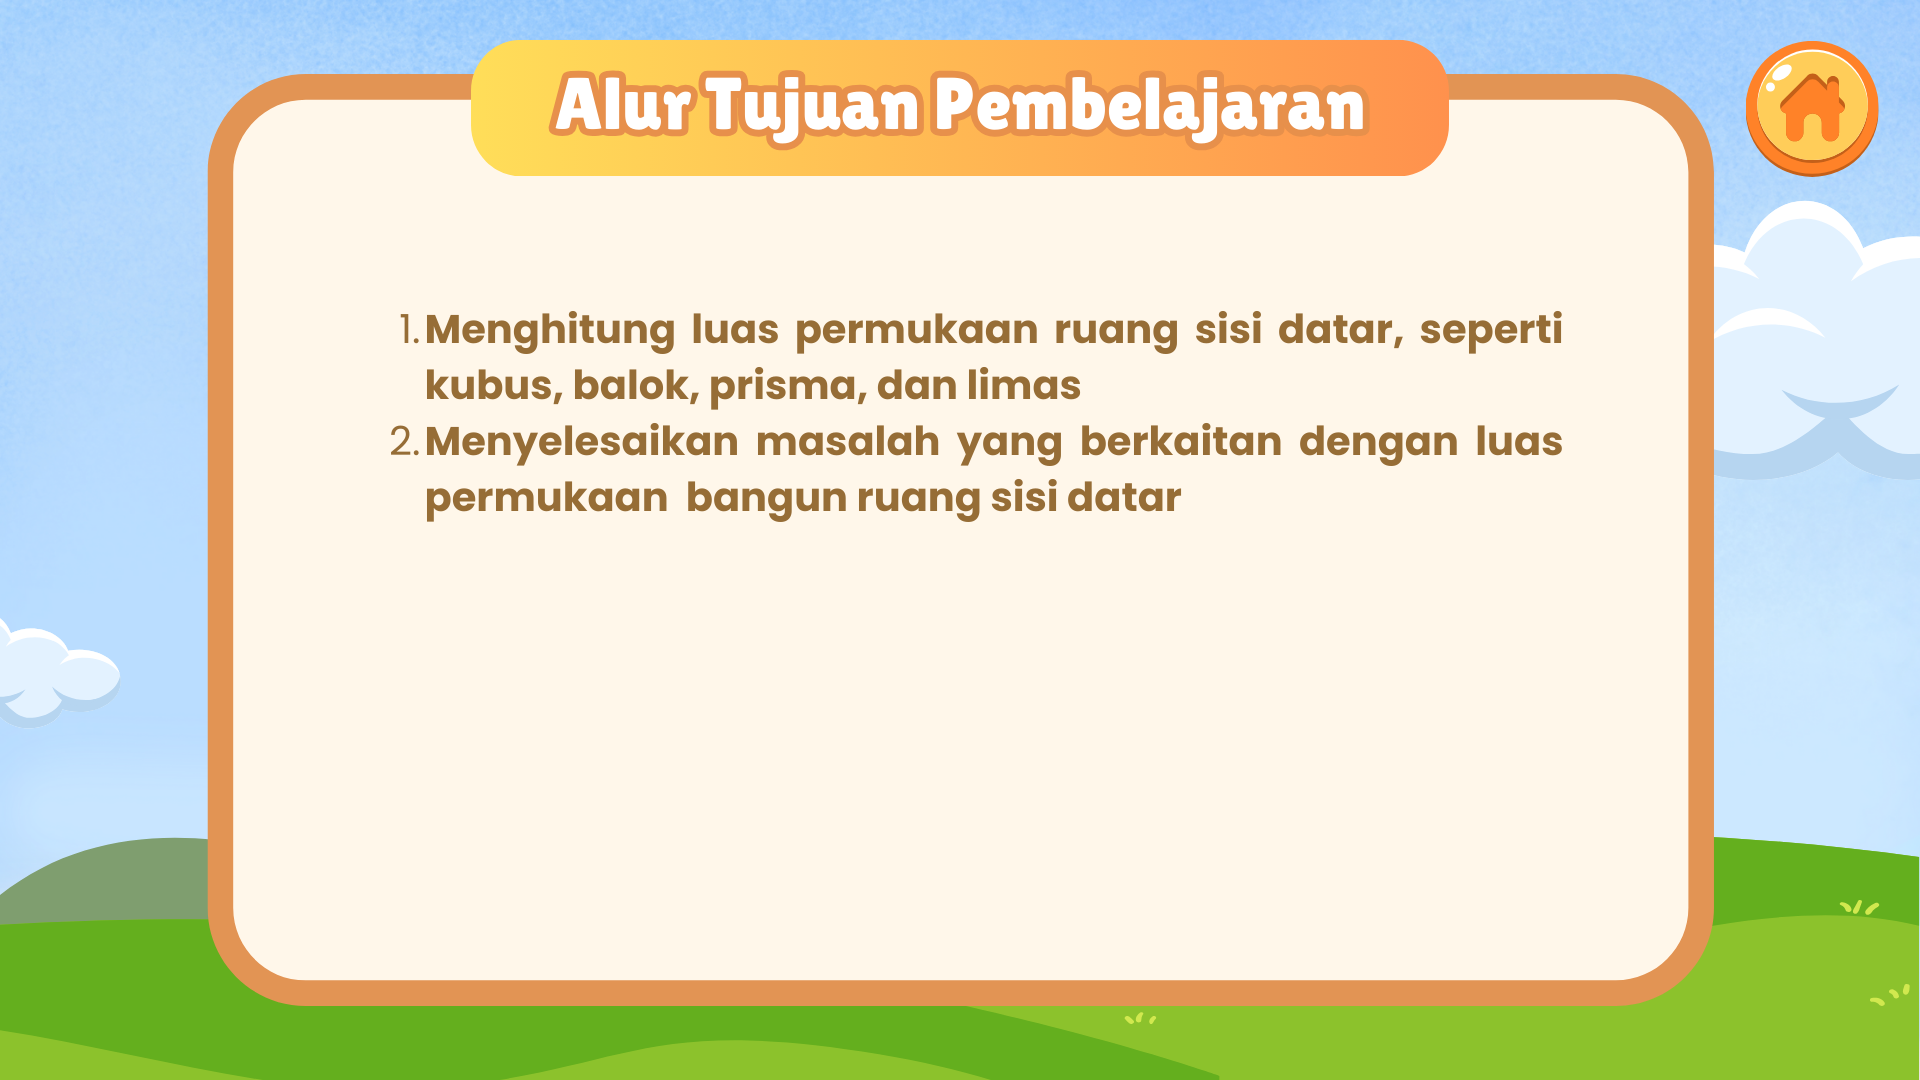 Alur Tujuan Pembelajaran
1. Menghitung luas permukaan ruang sisi datar, seperti
kubus, balok, prisma, dan limas
2. Menyelesaikan masalah yang berkaitan dengan luas
permukaan  bangun ruang sisi datar